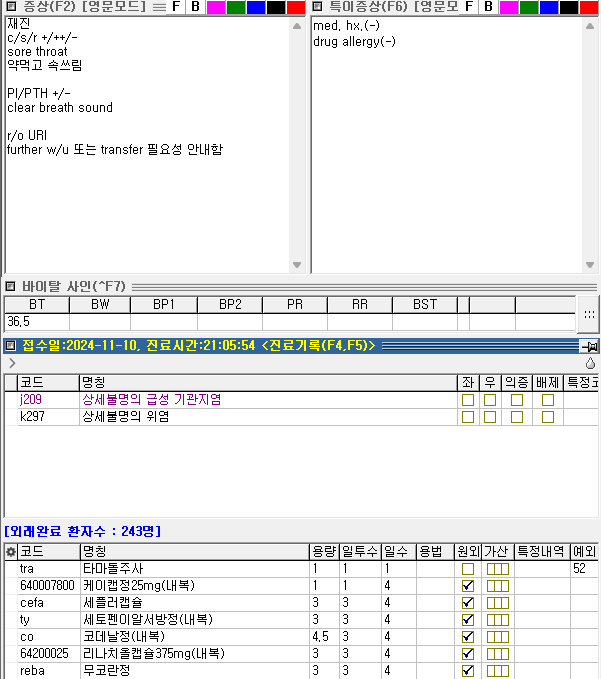 증상(F2) [영문모드] F B
재진
c/s/r +/++/-
sore throat
약먹고 속쓰림
PI/PTH +/-
clear breath sound
r/o URI
further w/u 또는 transfer 필요성 안내함
특이증상(F6) [영문모 F B
med. hx.(-)
drug allergy(-)
바이탈 사인(^F7)
BT BW BP1 BP2 PR RR BST
36.5
접수일:2024-11-10, 진료시간:21:05:54 <진료기록(F4,F5)>
코드 명칭 좌 우 의증 배제 특정코
j209 상세불명의 급성 기관지염
k297 상세불명의 위염
[외래완료 환자수 : 243명]
코드 명칭 용량 일투수 일수 용법 원외 가산 특정내역 예외
tra 타마돌주사 1 1 1 52
640007800 케이캡정25mg(내복) 1 1 4
cefa 세플러캡슐 3 3 4
ty 세토펜이알서방정(내복) 3 3 4
co 코데날정(내복) 4.5 3 4
64200025 리나치올캡슐375mg(내복) 3 3 4
reba 무코란정 3 3 4